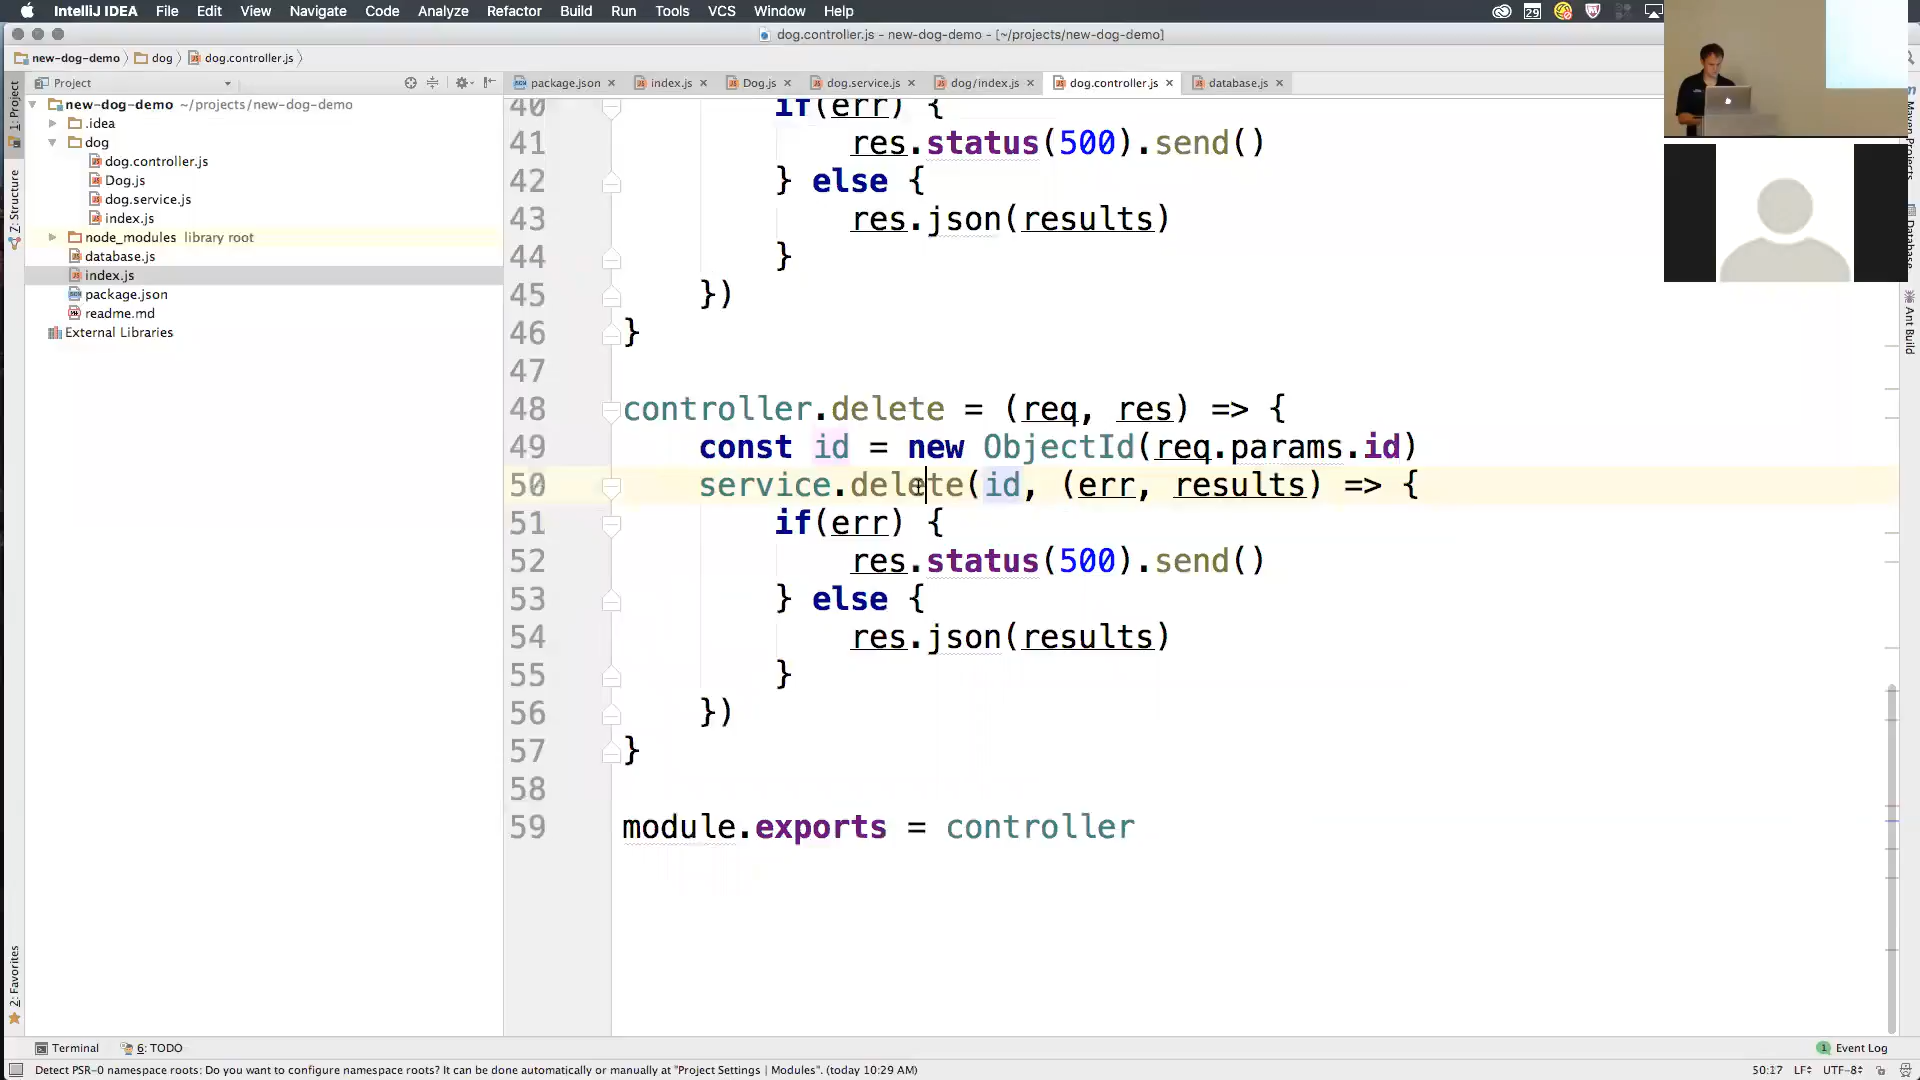 IntelliJ IDEA File Edit View Navigate Code Analyze Refactor Build Run Tools VCS Window Help
29
dog.controller.js - new-dog-demo - [~/projects/new-dog-demo]
new-dog-demo dog dog.controller.js
Project
package.json index.js Dog.js dog.service.js dog/index.js dog.controller.js database.js
new-dog-demo ~/projects/new-dog-demo
.idea
dog
dog.controller.js
Dog.js
dog.service.js
index.js
node_modules library root
database.js
index.js
package.json
readme.md
External Libraries
1: Project
7: Structure
2: Favorites
40 if(err) {
41 res.status(500).send()
42 } else {
43 res.json(results)
44 }
45 })
46 }
47
48 controller.delete = (req, res) => {
49 const id = new ObjectId(req.params.id)
50 service.delete(id, (err, results) => {
51 if(err) {
52 res.status(500).send()
53 } else {
54 res.json(results)
55 }
56 })
57 }
58
59 module.exports = controller
Maven Projects
Database
Ant Build
Terminal 6: TODO
1 Event Log
Detect PSR-0 namespace roots: Do you want to configure namespace roots? It can be done automatically or manually at "Project Settings | Modules". (today 10:29 AM)
50:17 LF UTF-8